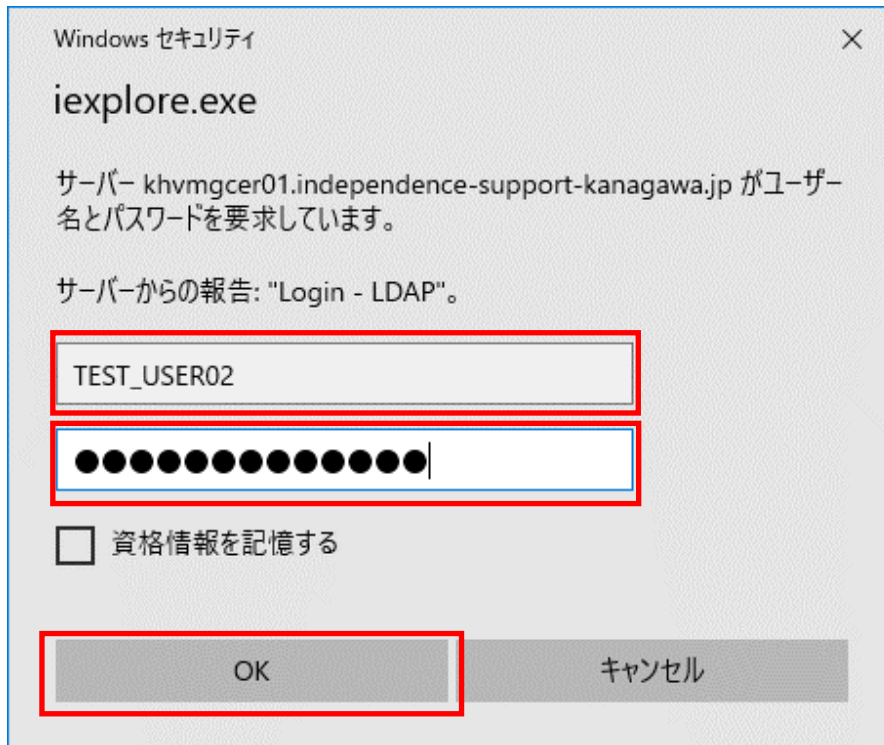 Windows セキュリティ
iexplore.exe
サーバー khvmgcer01.independence-support-kanagawa.jp がユーザー
名とパスワードを要求しています。
サーバーからの報告: "Login - LDAP"。
TEST_USER02
●●●●●●●●●●●●●
資格情報を記憶する
OK
キャンセル